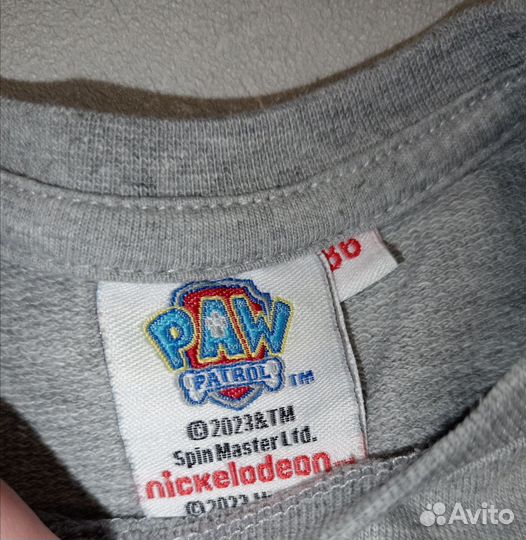 PAW
PATROL TM
©2023&TM
Spin Master Ltd.
nickelodeon
Avito